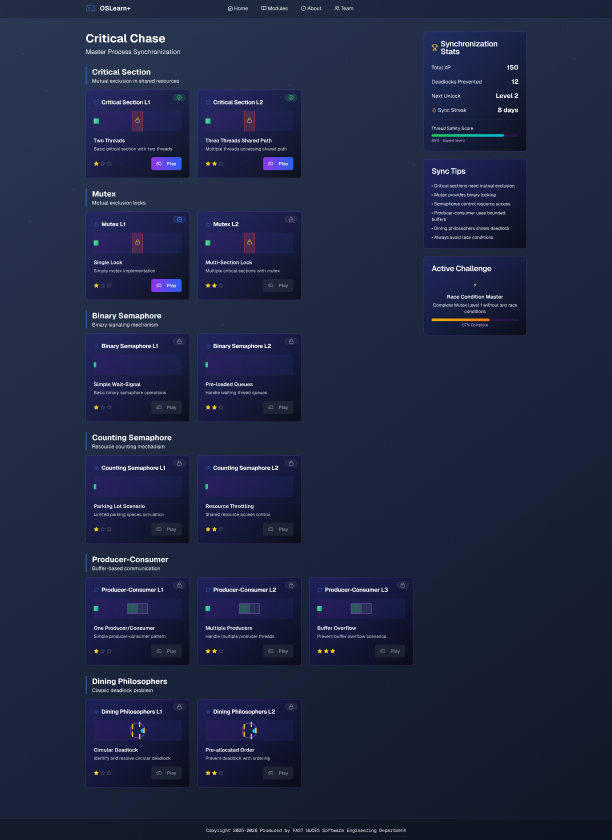 OSLearn+
Home
Modules
About
Team
Critical Chase
Master Process Synchronization
Critical Section
Mutual exclusion in shared resources
Critical Section L1
Two Threads
Basic critical section with two threads
Play
Critical Section L2
Three Threads Shared Path
Multiple threads accessing shared path
Play
Mutex
Mutual exclusion locks
Mutex L1
Single Lock
Simple mutex implementation
Play
Mutex L2
Multi-Section Lock
Multiple critical sections with mutex
Play
Binary Semaphore
Binary signaling mechanism
Binary Semaphore L1
Simple Wait-Signal
Basic binary semaphore operations
Play
Binary Semaphore L2
Pre-loaded Queues
Handle waiting thread queues
Play
Counting Semaphore
Resource counting mechanism
Counting Semaphore L1
Parking Lot Scenario
Limited parking spaces simulation
Play
Counting Semaphore L2
Resource Throttling
Shared resource access control
Play
Producer-Consumer
Buffer-based communication
Producer-Consumer L1
One Producer/Consumer
Simple producer-consumer pattern
Play
Producer-Consumer L2
Multiple Producers
Handle multiple producer threads
Play
Producer-Consumer L3
Buffer Overflow
Prevent buffer overflow scenarios
Play
Dining Philosophers
Classic deadlock problem
Dining Philosophers L1
Circular Deadlock
Identify and resolve circular deadlock
Play
Dining Philosophers L2
Pre-allocated Order
Prevent deadlock with ordering
Play
Synchronization
Stats
Total XP 150
Deadlocks Prevented 12
Next Unlock Level 2
Sync Streak 8 days
Thread Safety Score
Expert level
Sync Tips
• Critical sections need mutual exclusion
• Mutex provides binary locking
• Semaphores control resource access
• Producer-consumer uses bounded
buffers
• Dining philosophers shows deadlock
• Always avoid race conditions
Active Challenge
Race Condition Master
Complete Mutex Level 1 without any race
conditions
67% Complete
Copyright 2025-2026 Produced by FAST NUCES Software Engineering Department